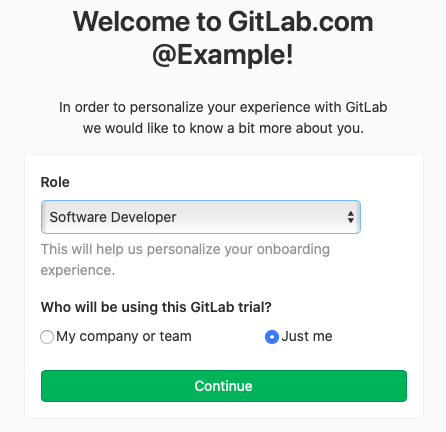 Welcome to GitLab.com
@Example!
In order to personalize your experience with GitLab
we would like to know a bit more about you.
Role
Software Developer
This will help us personalize your onboarding
experience.
Who will be using this GitLab trial?
My company or team
Just me
Continue